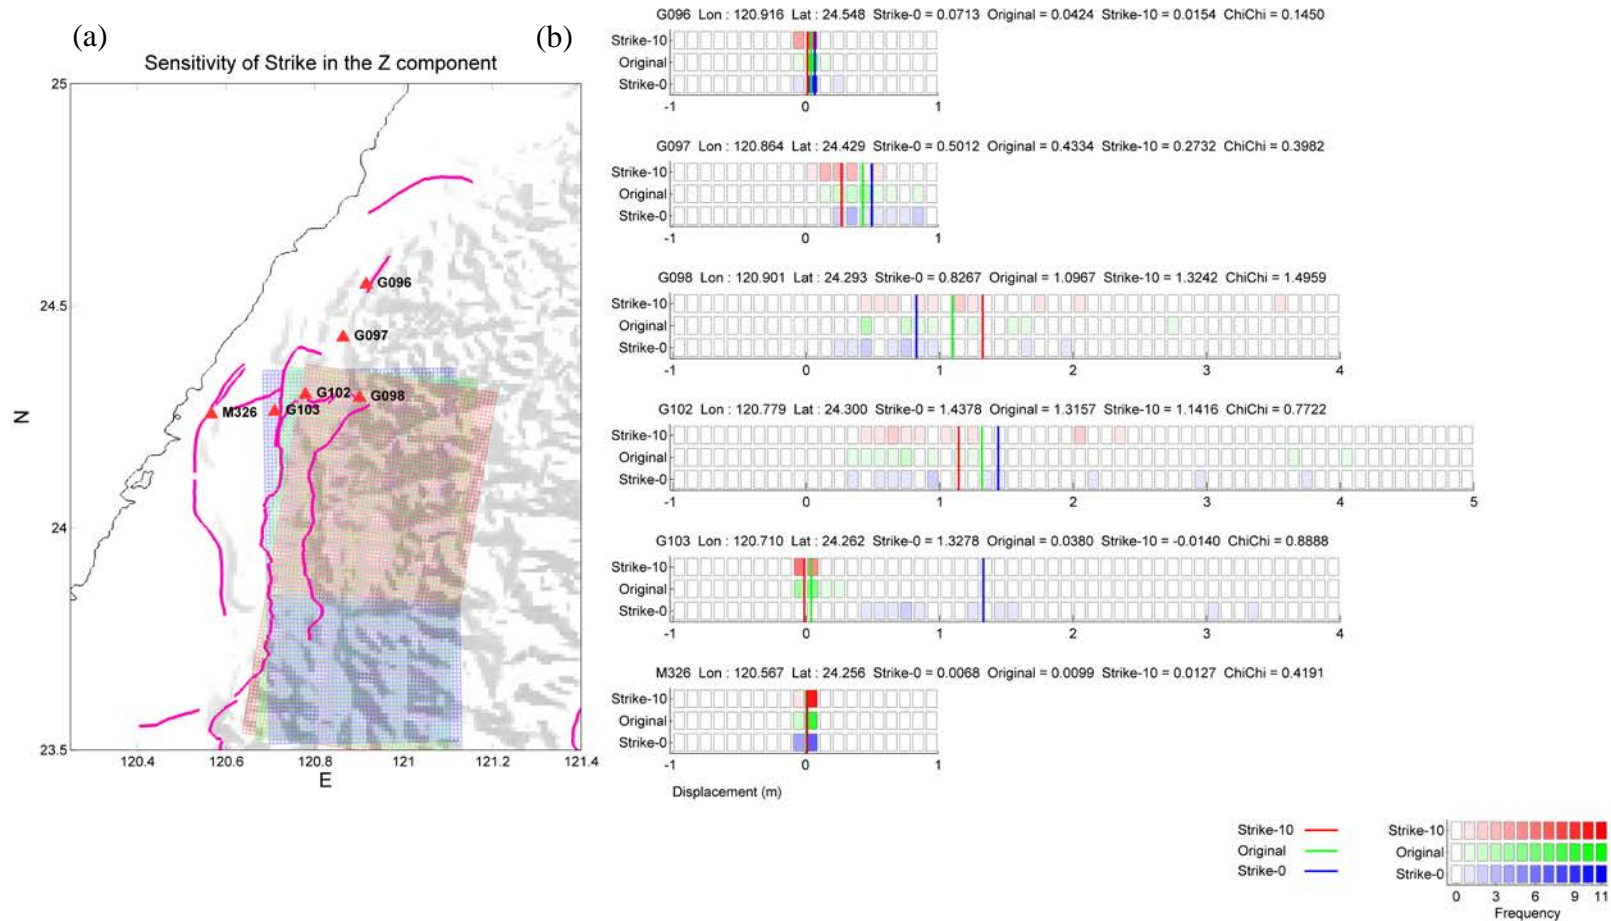 (a)
Sensitivity of Strike in the Z component
25
24.5
24
23.5
N
120.4 120.6 120.8 121 121.2 121.4
E
G096
G097
G102
G098
G103
M326
(b)
G096 Lon : 120.916 Lat : 24.548 Strike-0 = 0.0713 Original = 0.0424 Strike-10 = 0.0154 ChiChi = 0.1450
Strike-10
Original
Strike-0
-1 0 1
G097 Lon : 120.864 Lat : 24.429 Strike-0 = 0.5012 Original = 0.4334 Strike-10 = 0.2732 ChiChi = 0.3982
Strike-10
Original
Strike-0
-1 0 1
G098 Lon : 120.901 Lat : 24.293 Strike-0 = 0.8267 Original = 1.0967 Strike-10 = 1.3242 ChiChi = 1.4959
Strike-10
Original
Strike-0
-1 0 1 2 3 4
G102 Lon : 120.779 Lat : 24.300 Strike-0 = 1.4378 Original = 1.3157 Strike-10 = 1.1416 ChiChi = 0.7722
Strike-10
Original
Strike-0
-1 0 1 2 3 4 5
G103 Lon : 120.710 Lat : 24.262 Strike-0 = 1.3278 Original = 0.0380 Strike-10 = -0.0140 ChiChi = 0.8888
Strike-10
Original
Strike-0
-1 0 1 2 3 4
M326 Lon : 120.567 Lat : 24.256 Strike-0 = 0.0068 Original = 0.0099 Strike-10 = 0.0127 ChiChi = 0.4191
Strike-10
Original
Strike-0
-1 0 1
Displacement (m)
Strike-10
Original
Strike-0
Strike-10
Original
Strike-0
0 3 6 9 11
Frequency